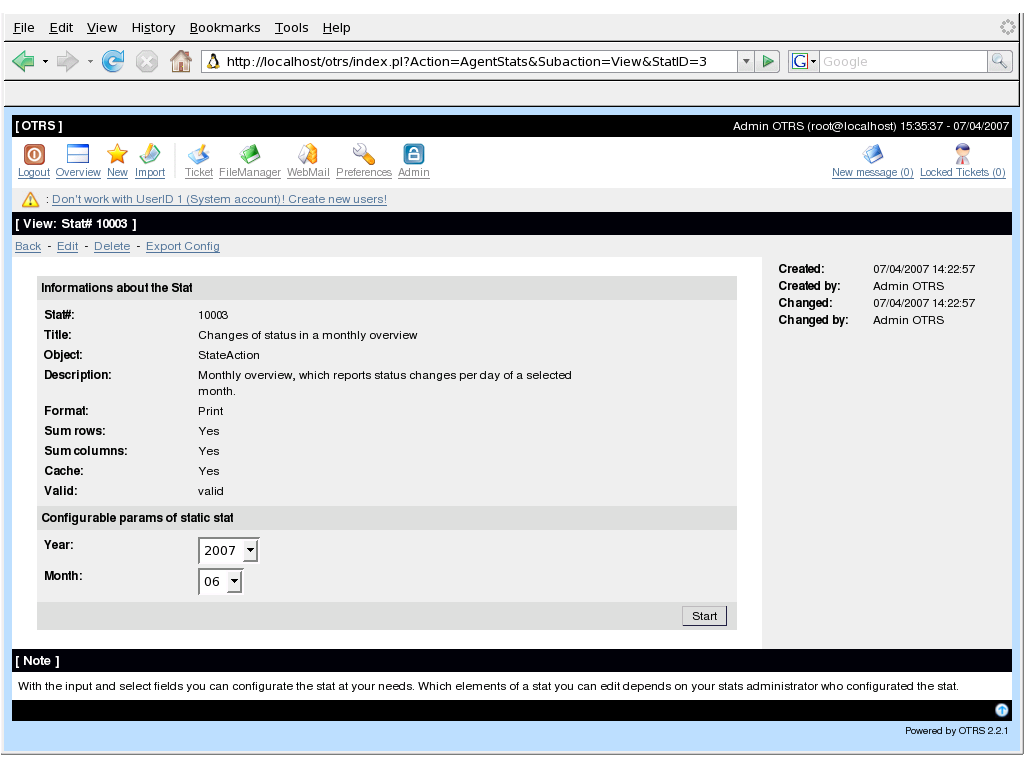 File Edit View History Bookmarks Tools Help
http://localhost/otrs/index.pl?Action=AgentStats&Subaction=View&StatID=3
G
Google
[ OTRS ]
Admin OTRS (root@localhost) 15:35:37 - 07/04/2007
Logout Overview New Import Ticket FileManager WebMail Preferences Admin
New message (0) Locked Tickets (0)
: Don't work with UserID 1 (System account)! Create new users!
[ View: Stat# 10003 ]
Back - Edit - Delete - Export Config
Informations about the Stat
Stat#: 10003
Title: Changes of status in a monthly overview
Object: StateAction
Description: Monthly overview, which reports status changes per day of a selected
month.
Format: Print
Sum rows: Yes
Sum columns: Yes
Cache: Yes
Valid: valid
Configurable params of static stat
Year: 2007
Month: 06
Start
Created: 07/04/2007 14:22:57
Created by: Admin OTRS
Changed: 07/04/2007 14:22:57
Changed by: Admin OTRS
[ Note ]
With the input and select fields you can configurate the stat at your needs. Which elements of a stat you can edit depends on your stats administrator who configurated the stat.
Powered by OTRS 2.2.1